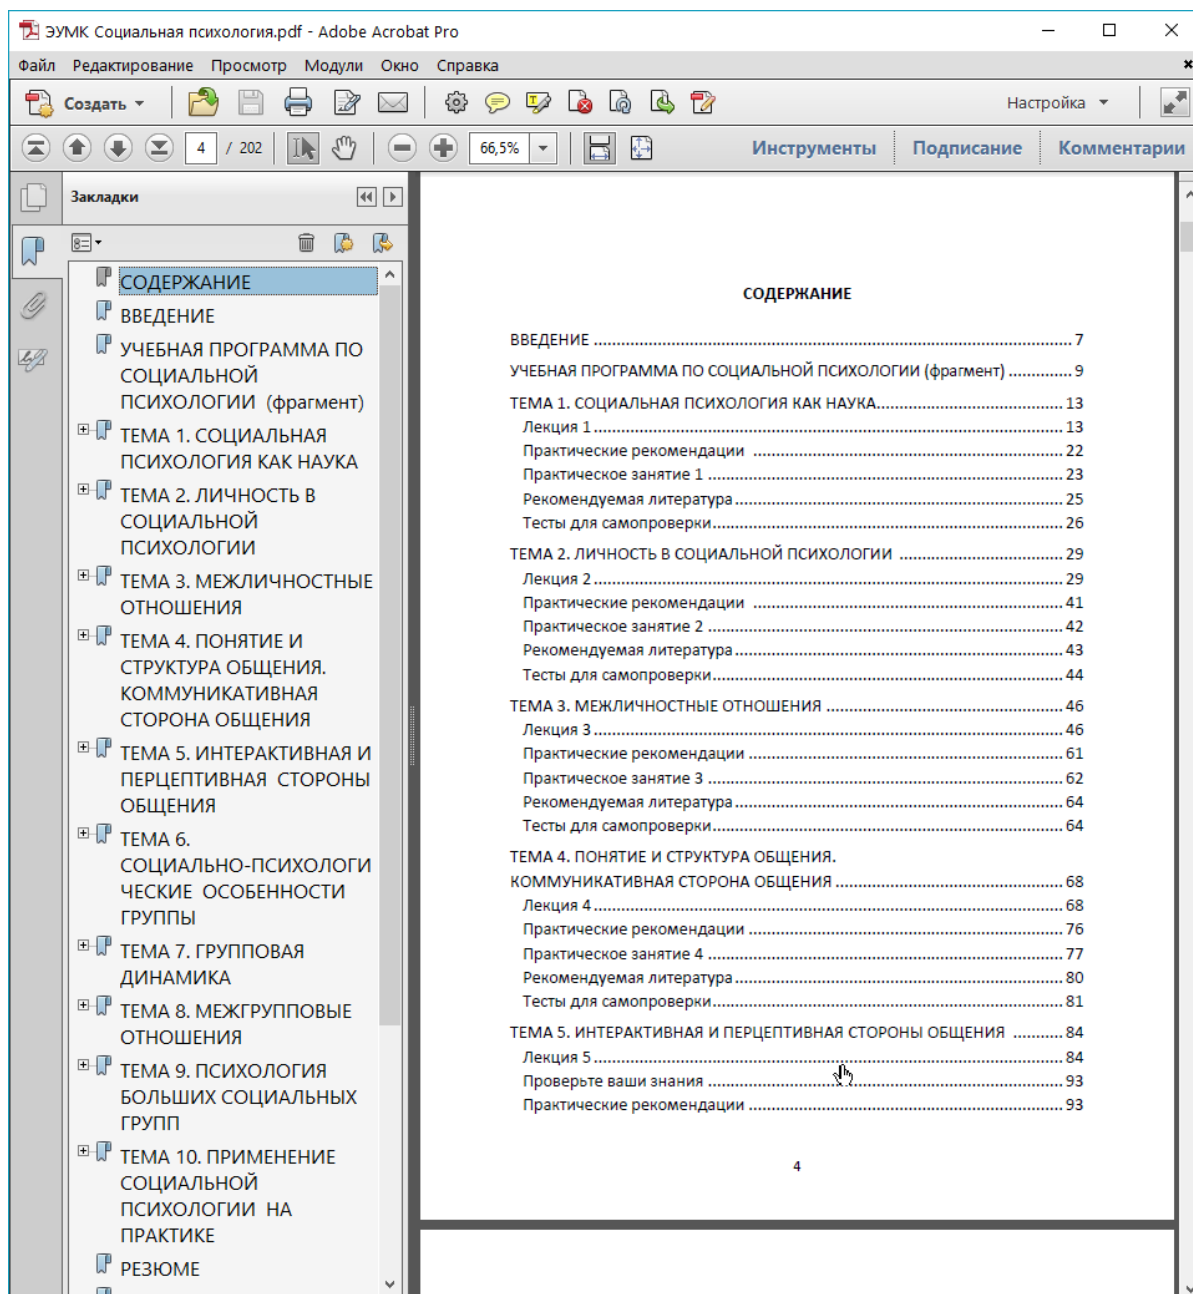 ЭУМК Социальная психология.pdf - Adobe Acrobat Pro
Файл Редактирование Просмотр Модули Окно Справка
Создать
Настройка
4 / 202
66,5%
Инструменты Подписание Комментарии
Закладки
СОДЕРЖАНИЕ
ВВЕДЕНИЕ
УЧЕБНАЯ ПРОГРАММА ПО
СОЦИАЛЬНОЙ
ПСИХОЛОГИИ (фрагмент)
ТЕМА 1. СОЦИАЛЬНАЯ
ПСИХОЛОГИЯ КАК НАУКА
ТЕМА 2. ЛИЧНОСТЬ В
СОЦИАЛЬНОЙ
ПСИХОЛОГИИ
ТЕМА 3. МЕЖЛИЧНОСТНЫЕ
ОТНОШЕНИЯ
ТЕМА 4. ПОНЯТИЕ И
СТРУКТУРА ОБЩЕНИЯ.
КОММУНИКАТИВНАЯ
СТОРОНА ОБЩЕНИЯ
ТЕМА 5. ИНТЕРАКТИВНАЯ И
ПЕРЦЕПТИВНАЯ СТОРОНЫ
ОБЩЕНИЯ
ТЕМА 6.
СОЦИАЛЬНО-ПСИХОЛОГИ
ЧЕСКИЕ ОСОБЕННОСТИ
ГРУППЫ
ТЕМА 7. ГРУППОВАЯ
ДИНАМИКА
ТЕМА 8. МЕЖГРУППОВЫЕ
ОТНОШЕНИЯ
ТЕМА 9. ПСИХОЛОГИЯ
БОЛЬШИХ СОЦИАЛЬНЫХ
ГРУПП
ТЕМА 10. ПРИМЕНЕНИЕ
СОЦИАЛЬНОЙ
ПСИХОЛОГИИ НА
ПРАКТИКЕ
РЕЗЮМЕ
СОДЕРЖАНИЕ
ВВЕДЕНИЕ ........ 7
УЧЕБНАЯ ПРОГРАММА ПО СОЦИАЛЬНОЙ ПСИХОЛОГИИ (фрагмент) ........ 9
ТЕМА 1. СОЦИАЛЬНАЯ ПСИХОЛОГИЯ КАК НАУКА ........ 13
Лекция 1 ........ 13
Практические рекомендации ........ 22
Практическое занятие 1 ........ 23
Рекомендуемая литература ........ 25
Тесты для самопроверки ........ 26
ТЕМА 2. ЛИЧНОСТЬ В СОЦИАЛЬНОЙ ПСИХОЛОГИИ ........ 29
Лекция 2 ........ 29
Практические рекомендации ........ 41
Практическое занятие 2 ........ 42
Рекомендуемая литература ........ 43
Тесты для самопроверки ........ 44
ТЕМА 3. МЕЖЛИЧНОСТНЫЕ ОТНОШЕНИЯ ........ 46
Лекция 3 ........ 46
Практические рекомендации ........ 61
Практическое занятие 3 ........ 62
Рекомендуемая литература ........ 64
Тесты для самопроверки ........ 64
ТЕМА 4. ПОНЯТИЕ И СТРУКТУРА ОБЩЕНИЯ.
КОММУНИКАТИВНАЯ СТОРОНА ОБЩЕНИЯ ........ 68
Лекция 4 ........ 68
Практические рекомендации ........ 76
Практическое занятие 4 ........ 77
Рекомендуемая литература ........ 80
Тесты для самопроверки ........ 81
ТЕМА 5. ИНТЕРАКТИВНАЯ И ПЕРЦЕПТИВНАЯ СТОРОНЫ ОБЩЕНИЯ ........ 84
Лекция 5 ........ 84
Проверьте ваши знания ........ 93
Практические рекомендации ........ 93
4